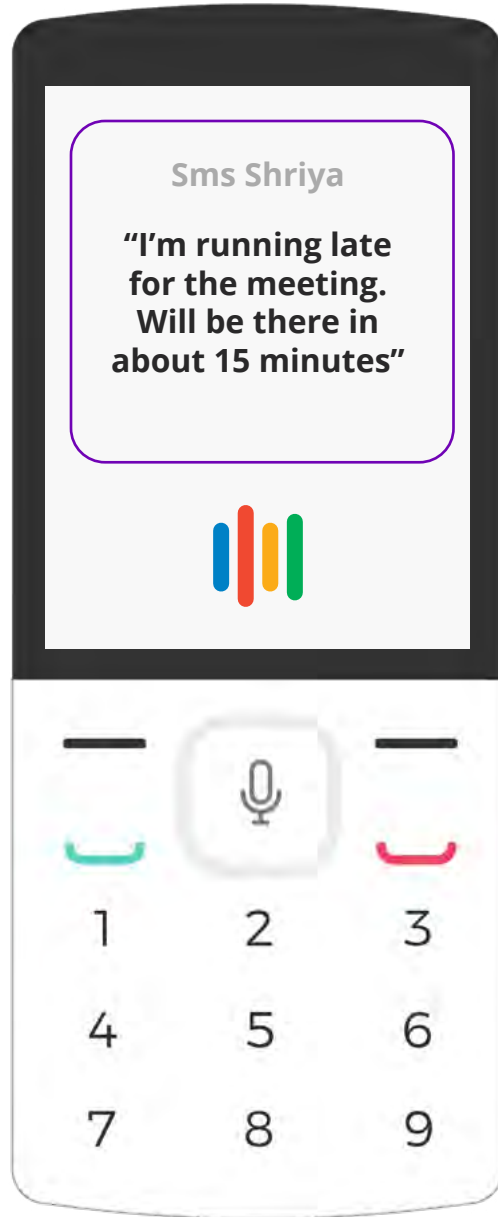 Sms Shriya
“I’m running late
for the meeting.
Will be there in
about 15 minutes”
1 2 3
4 5 6
7 8 9